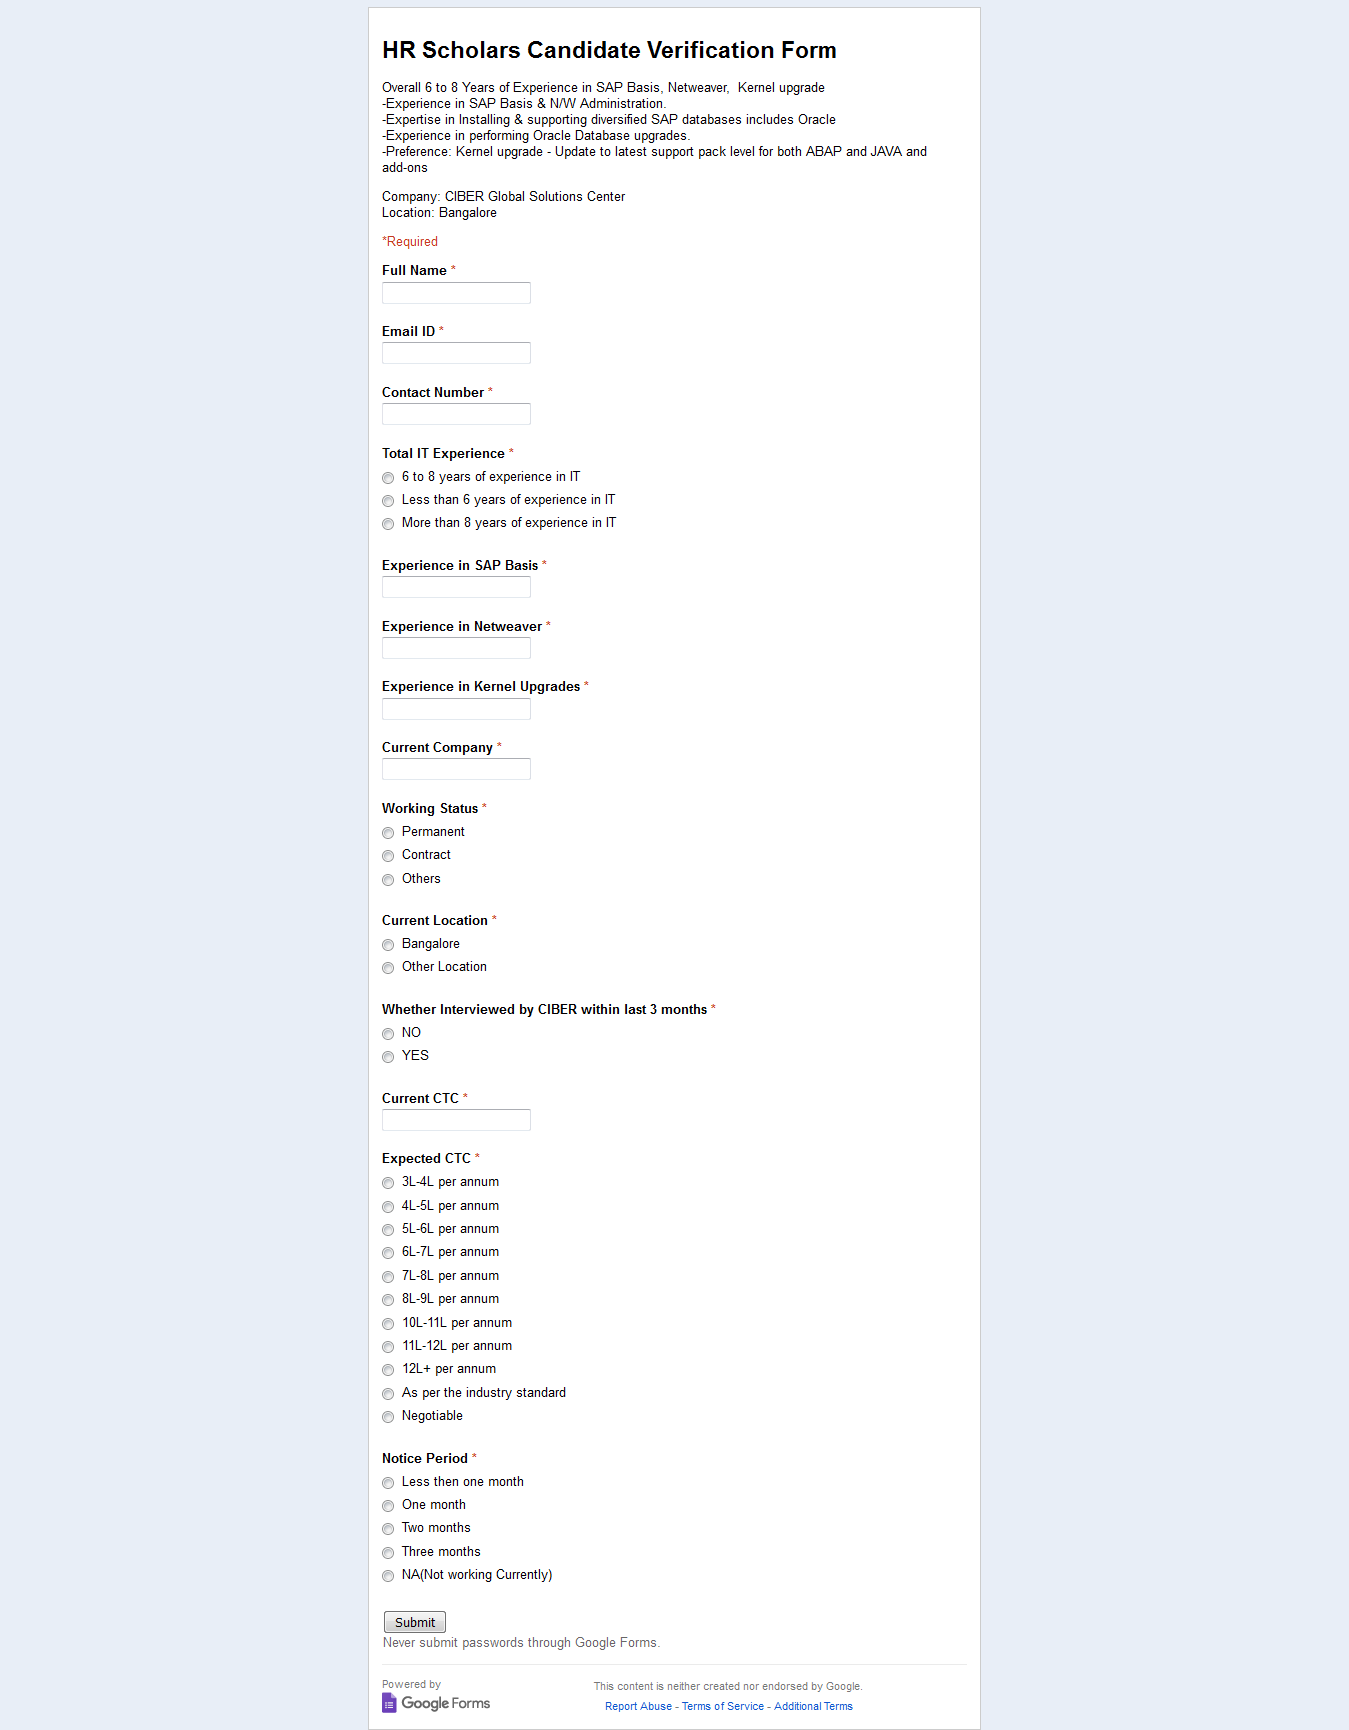 HR Scholars Candidate Verification Form
Overall 6 to 8 Years of Experience in SAP Basis, Netweaver,  Kernel upgrade
-Experience in SAP Basis & N/W Administration.
-Expertise in Installing & supporting diversified SAP databases includes Oracle
-Experience in performing Oracle Database upgrades.
-Preference: Kernel upgrade - Update to latest support pack level for both ABAP and JAVA and
add-ons
Company: CIBER Global Solutions Center
Location: Bangalore
*Required
Full Name *
Email ID *
Contact Number *
Total IT Experience *
6 to 8 years of experience in IT
Less than 6 years of experience in IT
More than 8 years of experience in IT
Experience in SAP Basis *
Experience in Netweaver *
Experience in Kernel Upgrades *
Current Company *
Working Status *
Permanent
Contract
Others
Current Location *
Bangalore
Other Location
Whether Interviewed by CIBER within last 3 months *
NO
YES
Current CTC *
Expected CTC *
3L-4L per annum
4L-5L per annum
5L-6L per annum
6L-7L per annum
7L-8L per annum
8L-9L per annum
10L-11L per annum
11L-12L per annum
12L+ per annum
As per the industry standard
Negotiable
Notice Period *
Less then one month
One month
Two months
Three months
NA(Not working Currently)
Submit
Never submit passwords through Google Forms.
Powered by
Google Forms
This content is neither created nor endorsed by Google.
Report Abuse - Terms of Service - Additional Terms